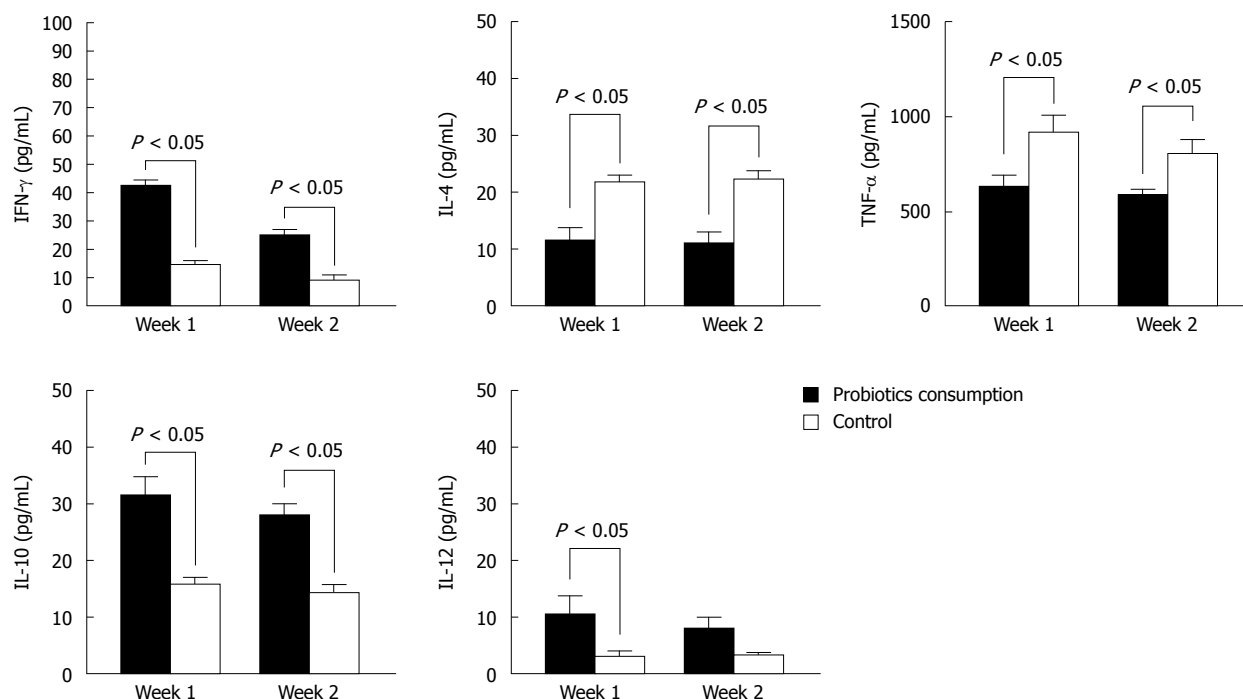 IFN-γ (pg/mL)
100
90
80
70
60
50
40
30
20
10
0
P < 0.05
P < 0.05
Week 1
Week 2
IL-4 (pg/mL)
50
40
30
20
10
0
P < 0.05
P < 0.05
Week 1
Week 2
TNF-α (pg/mL)
1500
1000
500
0
P < 0.05
P < 0.05
Week 1
Week 2
IL-10 (pg/mL)
50
40
30
20
10
0
P < 0.05
P < 0.05
Week 1
Week 2
IL-12 (pg/mL)
50
40
30
20
10
0
P < 0.05
Week 1
Week 2
Probiotics consumption
Control